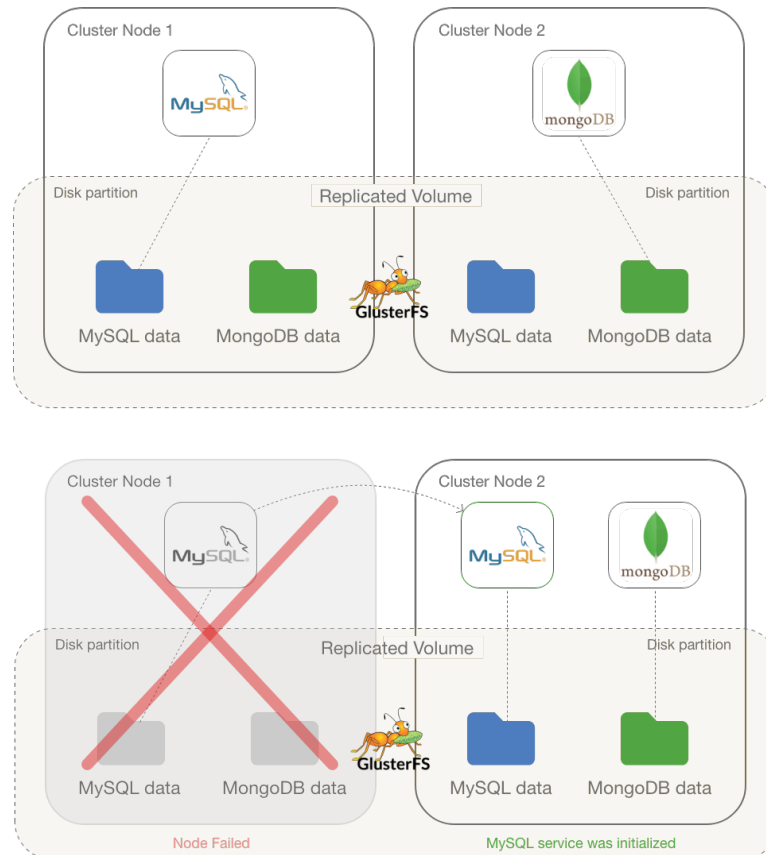 Cluster Node 1
Cluster Node 2
MySQL®
mongoDB
Disk partition
Replicated Volume
Disk partition
GlusterFS
MySQL data
MongoDB data
MySQL data
MongoDB data
Cluster Node 1
Cluster Node 2
MySQL®
MySQL®
mongoDB
Disk partition
Replicated Volume
Disk partition
GlusterFS
MySQL data
MongoDB data
MySQL data
MongoDB data
Node Failed
MySQL service was initialized